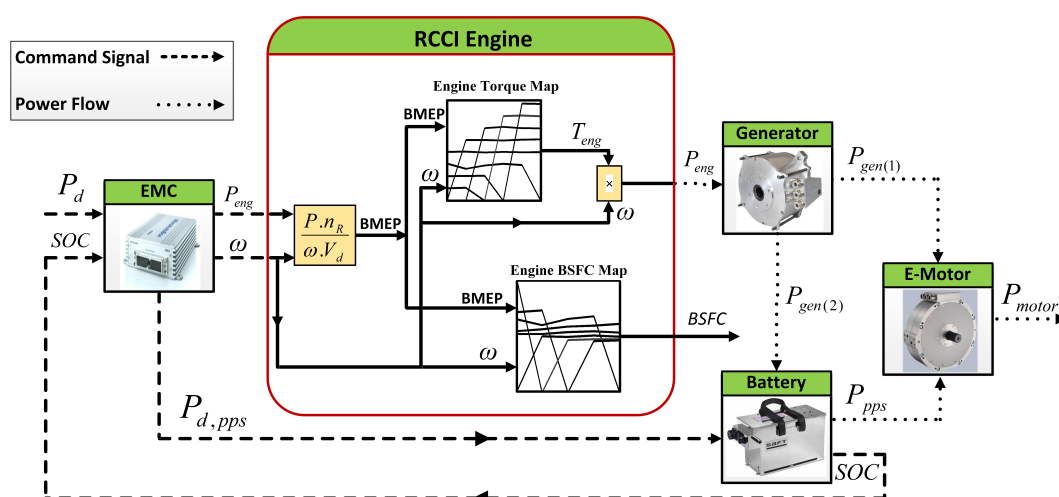 RCCI Engine
Command Signal
Power Flow
Engine Torque Map
BMEP
ω
T_eng
×
ω
P_d
SOC
EMC
P_eng
ω
P.n_R
ω.V_d
BMEP
Engine BSFC Map
BMEP
ω
BSFC
P_eng
Generator
P_gen(1)
P_gen(2)
E-Motor
P_motor
Battery
SAFT
P_pps
P_d,pps
SOC